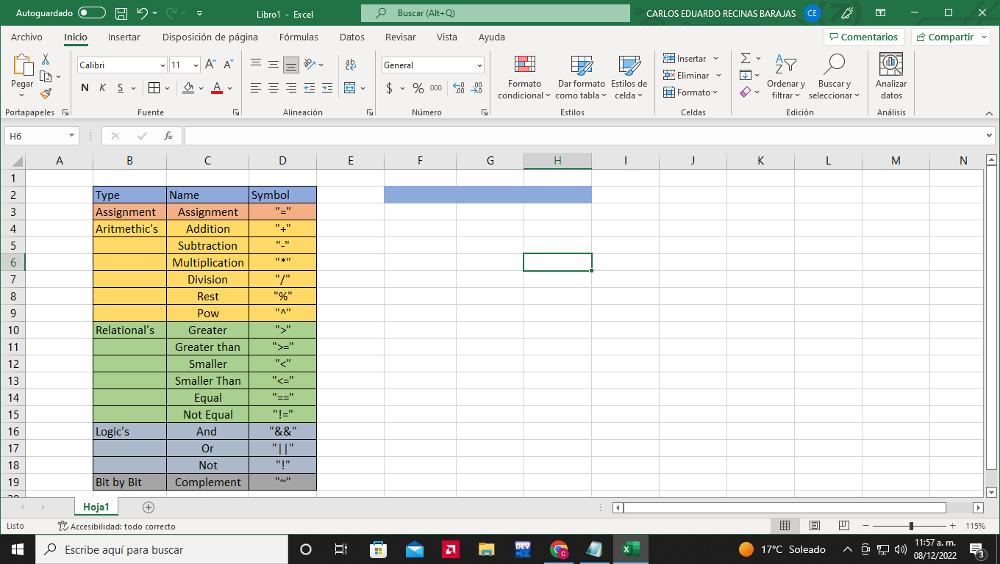 Autoguardado
Libro1 - Excel
Buscar (Alt+Q)
CARLOS EDUARDO RECINAS BARAJAS CE
Archivo Inicio Insertar Disposición de página Fórmulas Datos Revisar Vista Ayuda Comentarios Compartir
Pegar
Portapapeles
Calibri 11
N K S A
Fuente
ab
Alineación
General
$ % 000
Número
Formato condicional
Dar formato como tabla
Estilos de celda
Estilos
Insertar
Eliminar
Formato
Celdas
Ordenar y filtrar
Buscar y seleccionar
Edición
Analizar datos
Análisis
H6 fx
A B C D E F G H I J K L M N
1
2 Type Name Symbol
3 Assignment Assignment "="
4 Aritmethic's Addition "+"
5 Subtraction "-"
6 Multiplication "*"
7 Division "/"
8 Rest "%"
9 Pow "^"
10 Relational's Greater ">"
11 Greater than ">="
12 Smaller "<"
13 Smaller Than "<="
14 Equal "=="
15 Not Equal "!="
16 Logic's And "&&"
17 Or "||"
18 Not "!"
19 Bit by Bit Complement "~"
20
Hoja1
Listo Accesibilidad: todo correcto 115%
Escribe aquí para buscar
DEV
17°C Soleado
11:57 a. m.
08/12/2022
3